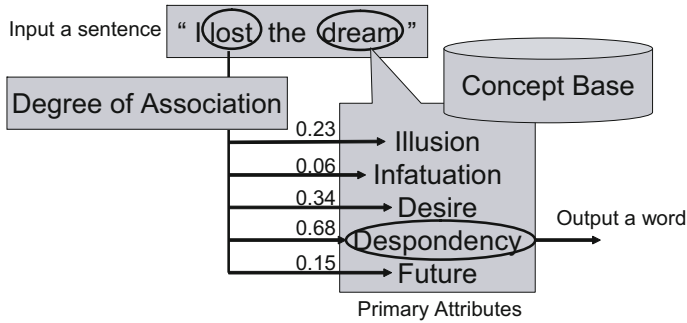 Input a sentence
“ I lost the dream ”
Degree of Association
Concept Base
0.23
Illusion
0.06
Infatuation
0.34
Desire
0.68
Despondency
Output a word
0.15
Future
Primary Attributes